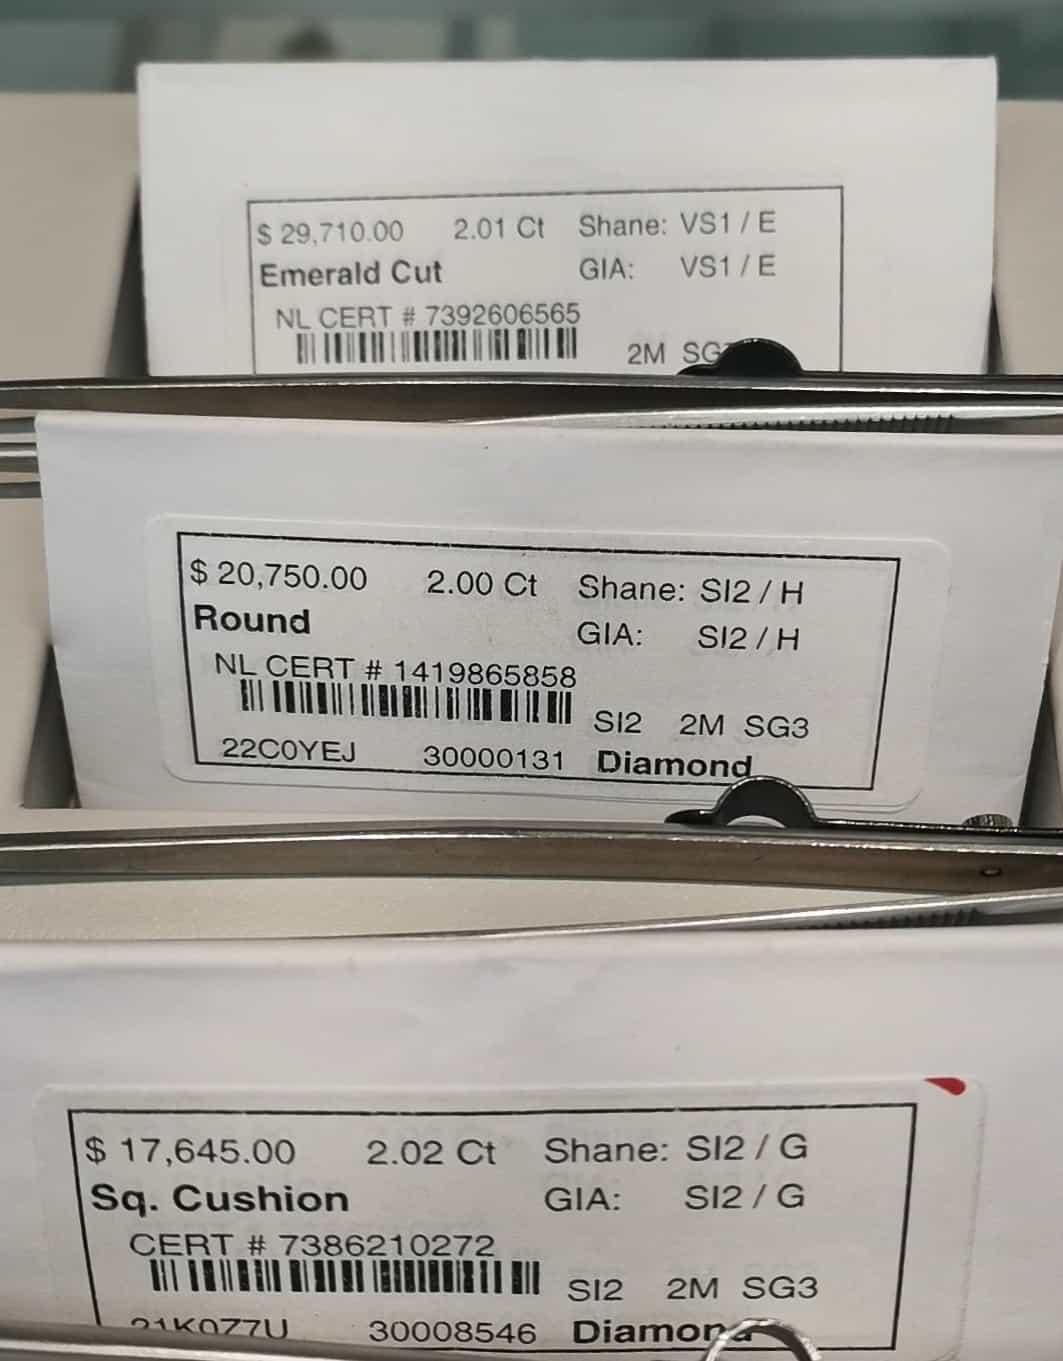 $ 29,710.00 2.01 Ct Shane: VS1 / E
Emerald Cut GIA: VS1 / E
NL CERT # 7392606565
2M
$ 20,750.00 2.00 Ct Shane: SI2 / H
Round GIA: SI2 / H
NL CERT # 1419865858
SI2 2M SG3
22C0YEJ 30000131 Diamond
$ 17,645.00 2.02 Ct Shane: SI2 / G
Sq. Cushion GIA: SI2 / G
CERT # 7386210272
SI2 2M SG3
30008546 Diamond